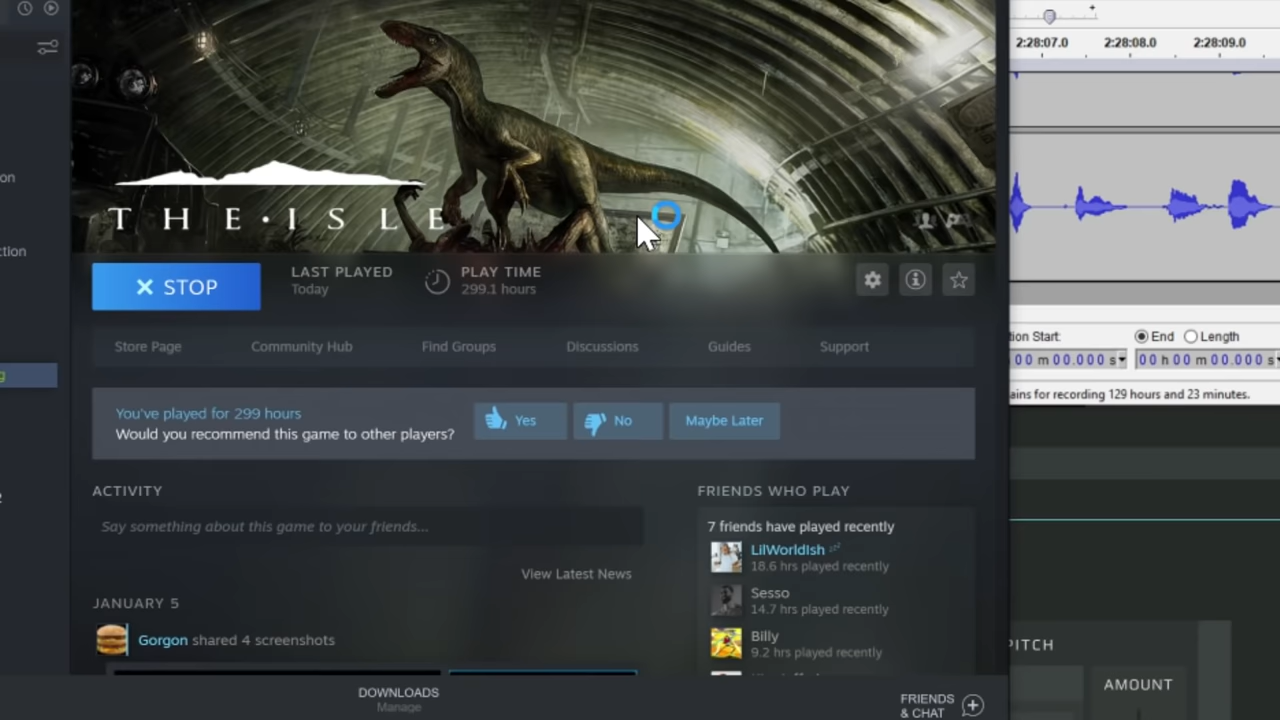 THE·ISLE
STOP
LAST PLAYED
Today
PLAY TIME
299.1 hours
Store Page
Community Hub
Find Groups
Discussions
Guides
Support
You've played for 299 hours
Would you recommend this game to other players?
Yes
No
Maybe Later
ACTIVITY
Say something about this game to your friends...
View Latest News
JANUARY 5
Gorgon shared 4 screenshots
FRIENDS WHO PLAY
7 friends have played recently
LilWorldIsh zz
18.6 hrs played recently
Sesso
14.7 hrs played recently
Billy
9.2 hrs played recently
DOWNLOADS
Manage
FRIENDS
& CHAT
on
ction
g
2:28:07.0 2:28:08.0 2:28:09.0
tion Start:
End
Length
00 m 00.000 s
00 h 00 m 00.000 s
ains for recording 129 hours and 23 minutes.
PITCH
AMOUNT